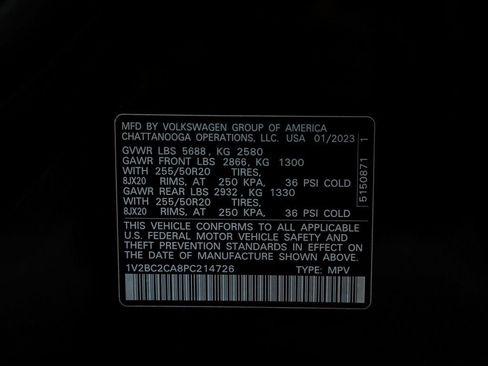 MFD BY VOLKSWAGEN GROUP OF AMERICA
CHATTANOOGA OPERATIONS, LLC. USA 01/2023
GVWR LBS 5688, KG 2580
GAWR FRONT LBS 2866, KG 1300
WITH 255/50R20 TIRES,
8JX20 RIMS, AT 250 KPA, 36 PSI COLD
GAWR REAR LBS 2932, KG 1330
WITH 255/50R20 TIRES,
8JX20 RIMS, AT 250 KPA, 36 PSI COLD
THIS VEHICLE CONFORMS TO ALL APPLICABLE
U.S. FEDERAL MOTOR VEHICLE SAFETY AND
THEFT PREVENTION STANDARDS IN EFFECT ON
THE DATE OF MANUFACTURE SHOWN ABOVE.
1V2BC2CA8PC214726 TYPE: MPV
5150871 1